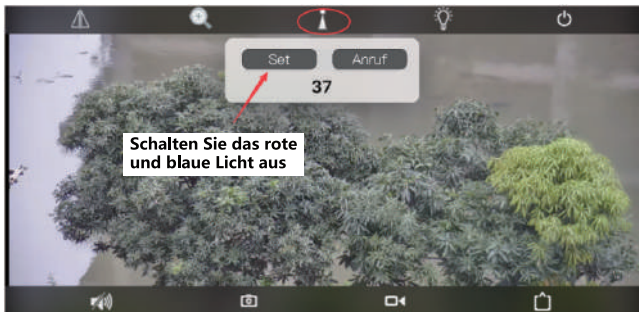 Set Anruf
37
Schalten Sie das rote
und blaue Licht aus